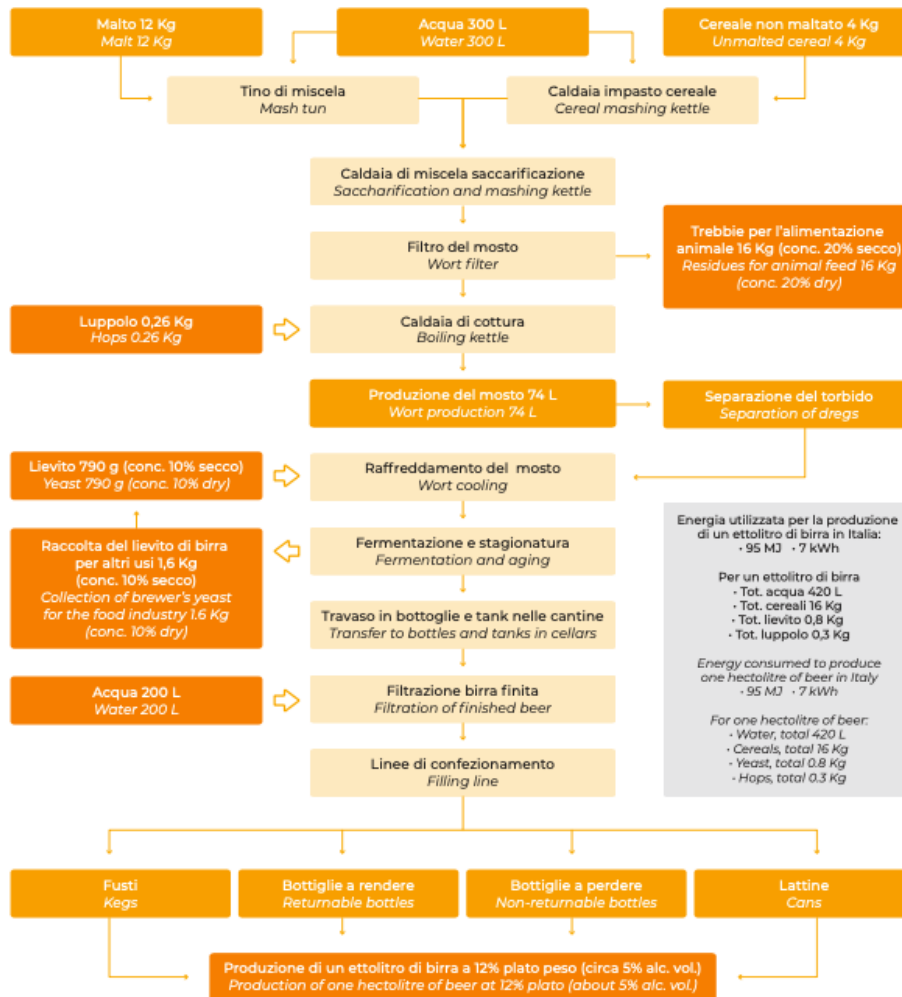 Malto 12 Kg
Malt 12 Kg
Acqua 300 L
Water 300 L
Cereale non maltato 4 Kg
Unmalted cereal 4 Kg
Tino di miscela
Mash tun
Caldaia impasto cereale
Cereal mashing kettle
Caldaia di miscela saccarificazione
Saccharification and mashing kettle
Filtro del mosto
Wort filter
Trebbie per l'alimentazione
animale 16 Kg (conc. 20% secco)
Residues for animal feed 16 Kg
(conc. 20% dry)
Luppolo 0,26 Kg
Hops 0.26 Kg
Caldaia di cottura
Boiling kettle
Produzione del mosto 74 L
Wort production 74 L
Separazione del torbido
Separation of dregs
Lievito 790 g (conc. 10% secco)
Yeast 790 g (conc. 10% dry)
Raffreddamento del mosto
Wort cooling
Raccolta del lievito di birra
per altri usi 1,6 Kg
(conc. 10% secco)
Collection of brewer's yeast
for the food industry 1.6 Kg
(conc. 10% dry)
Fermentazione e stagionatura
Fermentation and aging
Travaso in bottoglie e tank nelle cantine
Transfer to bottles and tanks in cellars
Acqua 200 L
Water 200 L
Filtrazione birra finita
Filtration of finished beer
Linee di confezionamento
Filling line
Energia utilizzata per la produzione
di un ettolitro di birra in Italia:
• 95 MJ • 7 kWh
Per un ettolitro di birra
• Tot. acqua 420 L
• Tot. cereali 16 Kg
• Tot. lievito 0,8 Kg
• Tot. luppolo 0,3 Kg
Energy consumed to produce
one hectolitre of beer in Italy
• 95 MJ • 7 kWh
For one hectolitre of beer:
• Water, total 420 L
• Cereals, total 16 Kg
• Yeast, total 0.8 Kg
• Hops, total 0.3 Kg
Fusti
Kegs
Bottiglie a rendere
Returnable bottles
Bottiglie a perdere
Non-returnable bottles
Lattine
Cans
Produzione di un ettolitro di birra a 12% plato peso (circa 5% alc. vol.)
Production of one hectolitre of beer at 12% plato (about 5% alc. vol.)